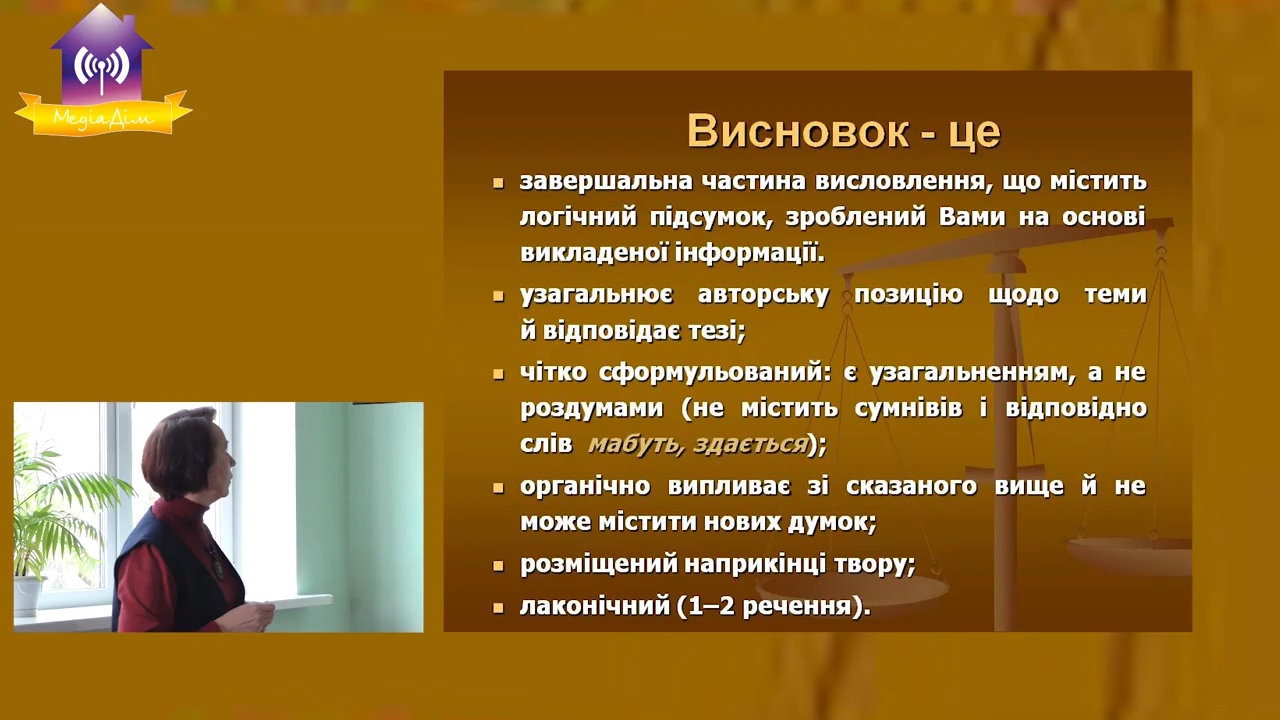 МедіаДім
Висновок - це
завершальна частина висловлення, що містить
логічний підсумок, зроблений Вами на основі
викладеної інформації.
узагальнює авторську позицію щодо теми
й відповідає тезі;
чітко сформульований: є узагальненням, а не
роздумами (не містить сумнівів і відповідно
слів мабуть, здається);
органічно випливає зі сказаного вище й не
може містити нових думок;
розміщений наприкінці твору;
лаконічний (1–2 речення).